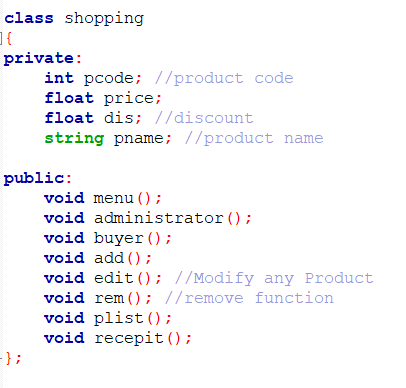 class shopping
{
private:
    int pcode; //product code
    float price;
    float dis; //discount
    string pname; //product name

public:
    void menu();
    void administrator();
    void buyer();
    void add();
    void edit(); //Modify any Product
    void rem(); //remove function
    void plist();
    void recepit();
};